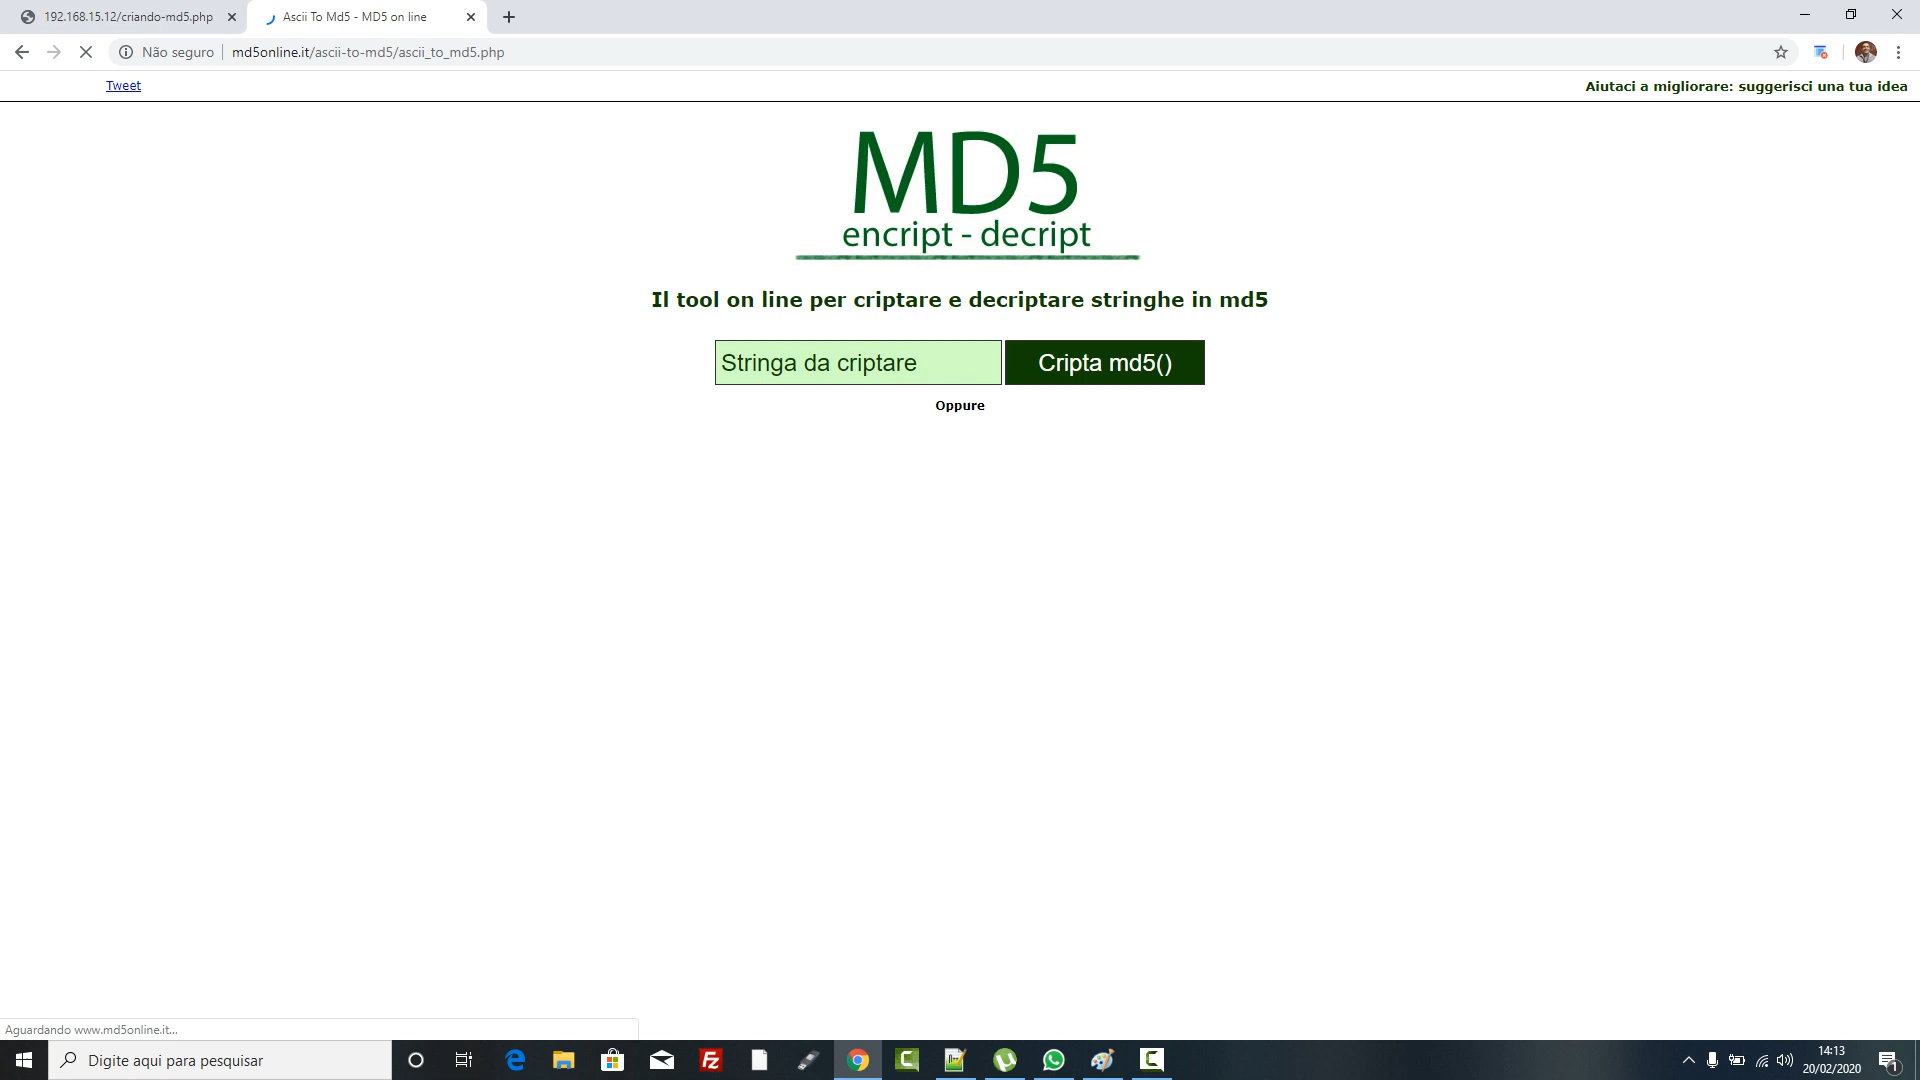 192.168.15.12/criando-md5.php
Ascii To Md5 - MD5 on line
Não seguro
md5online.it/ascii-to-md5/ascii_to_md5.php
Tweet
Aiutaci a migliorare: suggerisci una tua idea
MD5
encript - decript
Il tool on line per criptare e decriptare stringhe in md5
Stringa da criptare
Cripta md5()
Oppure
Aguardando www.md5online.it...
Digite aqui para pesquisar
14:13
20/02/2020
1